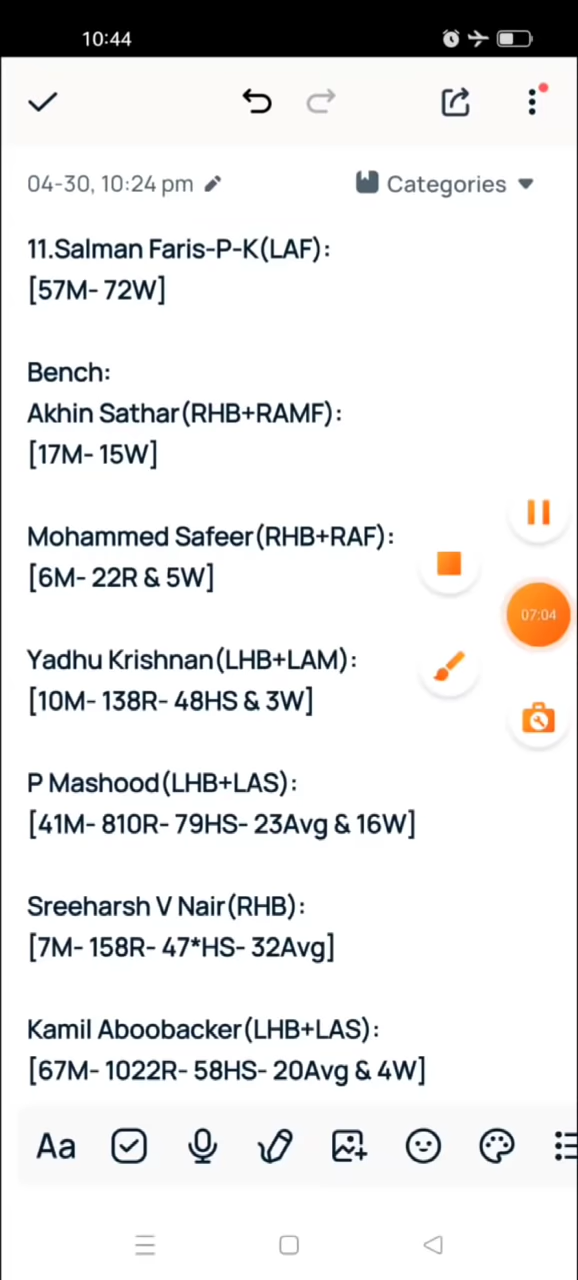 10:44
04-30, 10:24 pm
Categories
11.Salman Faris-P-K(LAF):
[57M- 72W]
Bench:
Akhin Sathar(RHB+RAMF):
[17M- 15W]
Mohammed Safeer(RHB+RAF):
[6M- 22R & 5W]
07:04
Yadhu Krishnan(LHB+LAM):
[10M- 138R- 48HS & 3W]
P Mashood(LHB+LAS):
[41M- 810R- 79HS- 23Avg & 16W]
Sreeharsh V Nair(RHB):
[7M- 158R- 47*HS- 32Avg]
Kamil Aboobacker(LHB+LAS):
[67M- 1022R- 58HS- 20Avg & 4W]
Aa